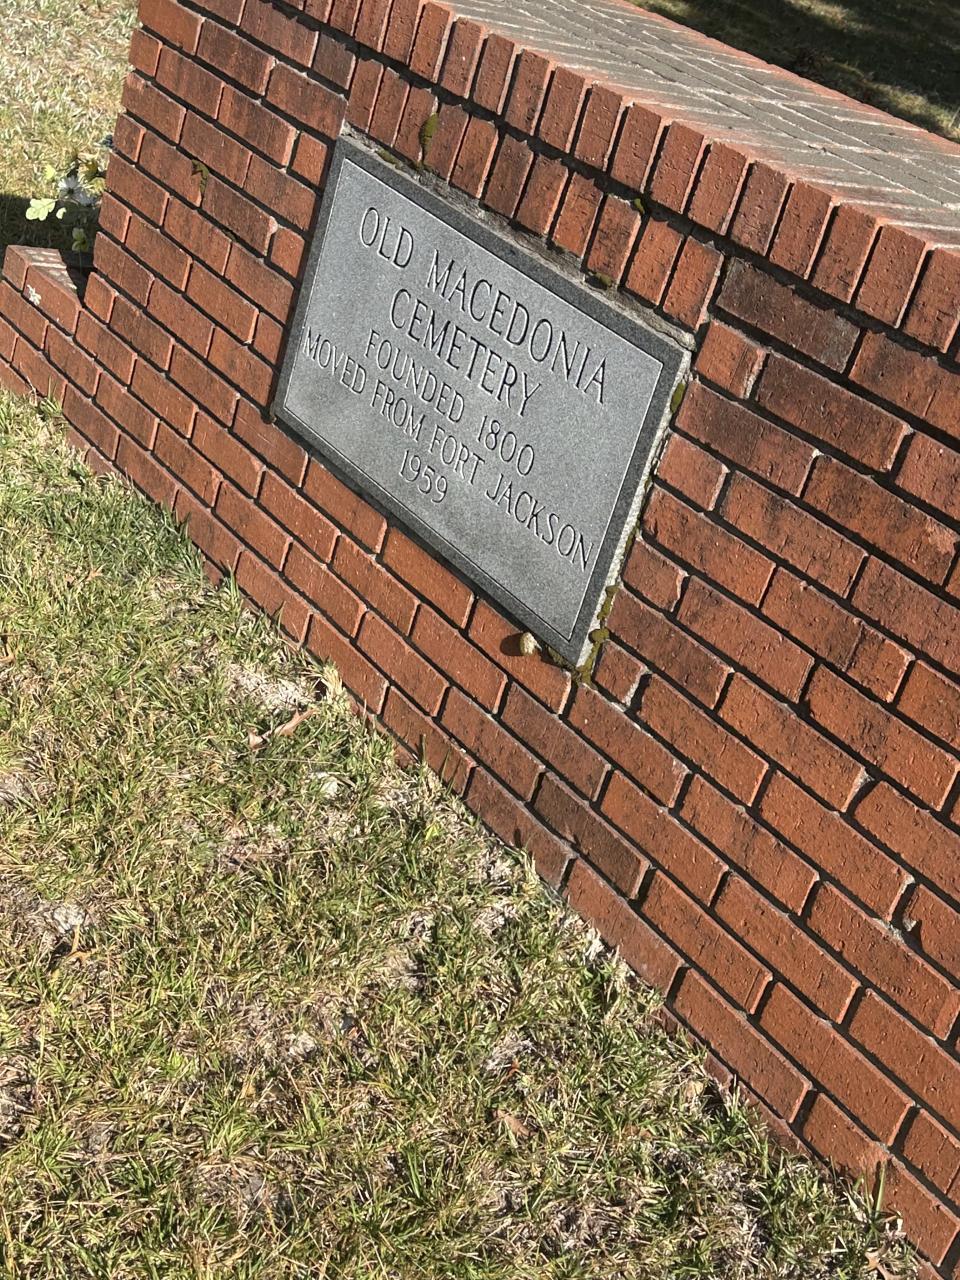 OLD MACEDONIA
CEMETERY
FOUNDED 1800
MOVED FROM FORT JACKSON
1959